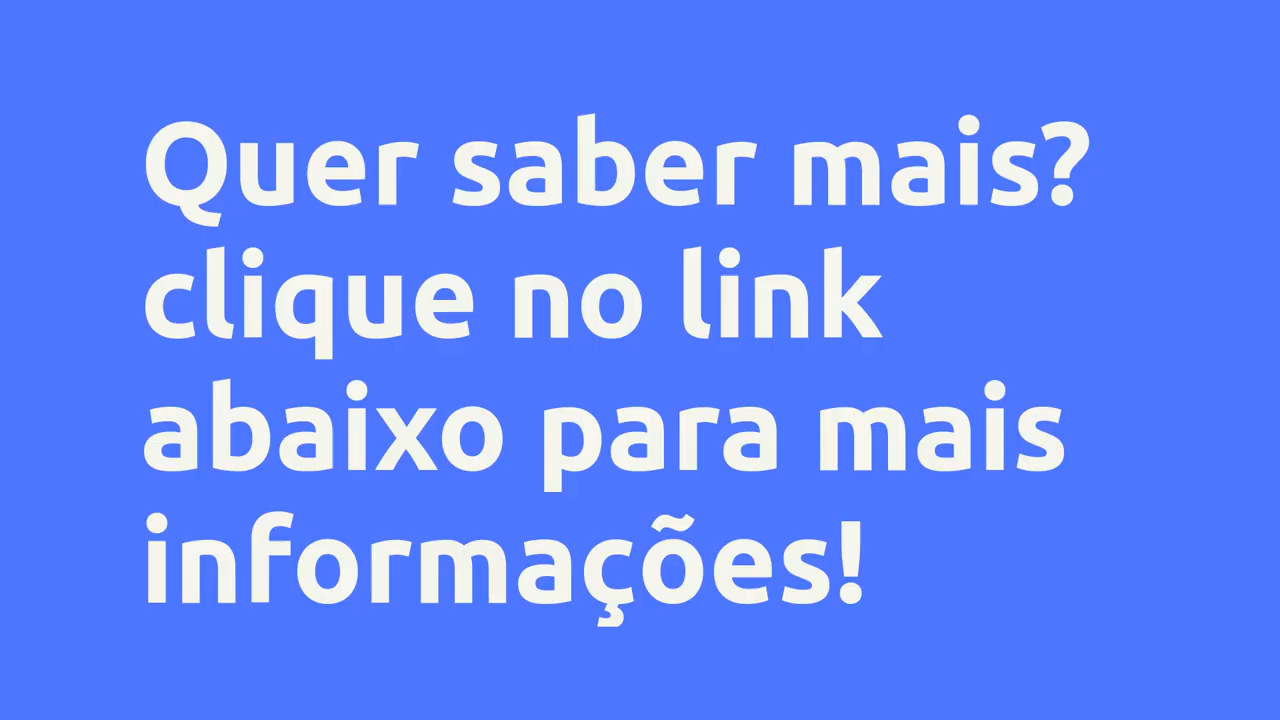 Quer saber mais?
clique no link
abaixo para mais
informações!